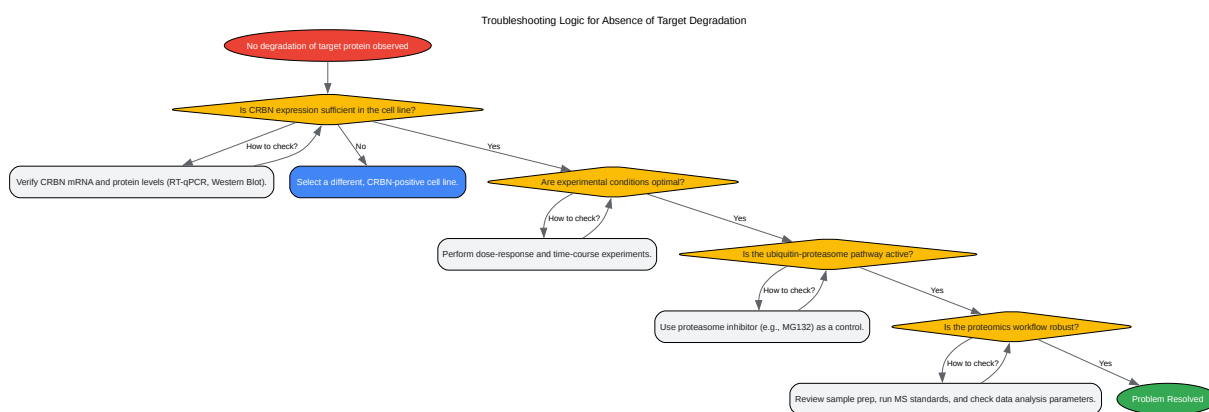 Troubleshooting Logic for Absence of Target Degradation
No degradation of target protein observed
Is CRBN expression sufficient in the cell line?
How to check?
No
Yes
Verify CRBN mRNA and protein levels (RT-qPCR, Western Blot).
Select a different, CRBN-positive cell line.
Are experimental conditions optimal?
How to check?
Yes
Perform dose-response and time-course experiments.
Is the ubiquitin-proteasome pathway active?
How to check?
Yes
Use proteasome inhibitor (e.g., MG132) as a control.
Is the proteomics workflow robust?
How to check?
Yes
Review sample prep, run MS standards, and check data analysis parameters.
Problem Resolved